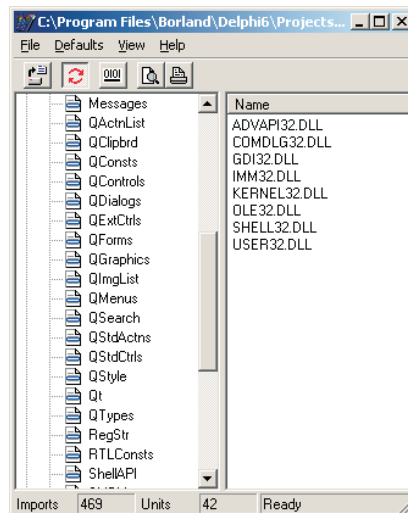 C:\Program Files\Borland\Delphi6\Projects...
File Defaults View Help
0101
Messages
QActnList
QClipbrd
QConsts
QControls
QDialogs
QExtCtrls
QForms
QGraphics
QImgList
QMenus
QSearch
QStdActns
QStdCtrls
QStyle
Qt
QTypes
RegStr
RTLConsts
ShellAPI
Name
ADVAPI32.DLL
COMDLG32.DLL
GDI32.DLL
IMM32.DLL
KERNEL32.DLL
OLE32.DLL
SHELL32.DLL
USER32.DLL
Imports 469 Units 42 Ready